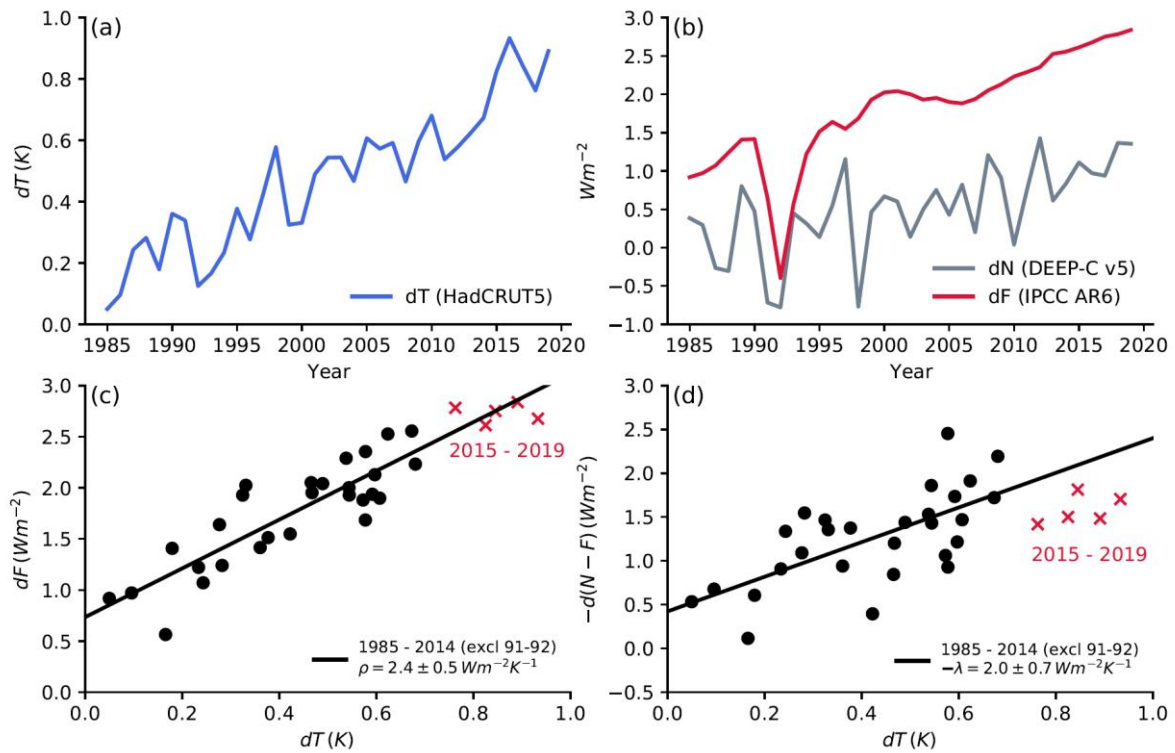 (a)
1.0
0.8
0.6
0.4
0.2
0.0
dT (K)
dT (HadCRUT5)
1985 1990 1995 2000 2005 2010 2015 2020
Year
(b)
3.0
2.5
2.0
1.5
1.0
0.5
0.0
−0.5
−1.0
Wm−2
dN (DEEP-C v5)
dF (IPCC AR6)
1985 1990 1995 2000 2005 2010 2015 2020
Year
(c)
3.0
2.5
2.0
1.5
1.0
0.5
0.0
dF (Wm−2)
2015 - 2019
1985 - 2014 (excl 91-92)
ρ = 2.4 ± 0.5 Wm−2K−1
0.0 0.2 0.4 0.6 0.8 1.0
dT (K)
(d)
3.0
2.5
2.0
1.5
1.0
0.5
0.0
−0.5
−d(N − F) (Wm−2)
2015 - 2019
1985 - 2014 (excl 91-92)
−λ = 2.0 ± 0.7 Wm−2K−1
0.0 0.2 0.4 0.6 0.8 1.0
dT (K)